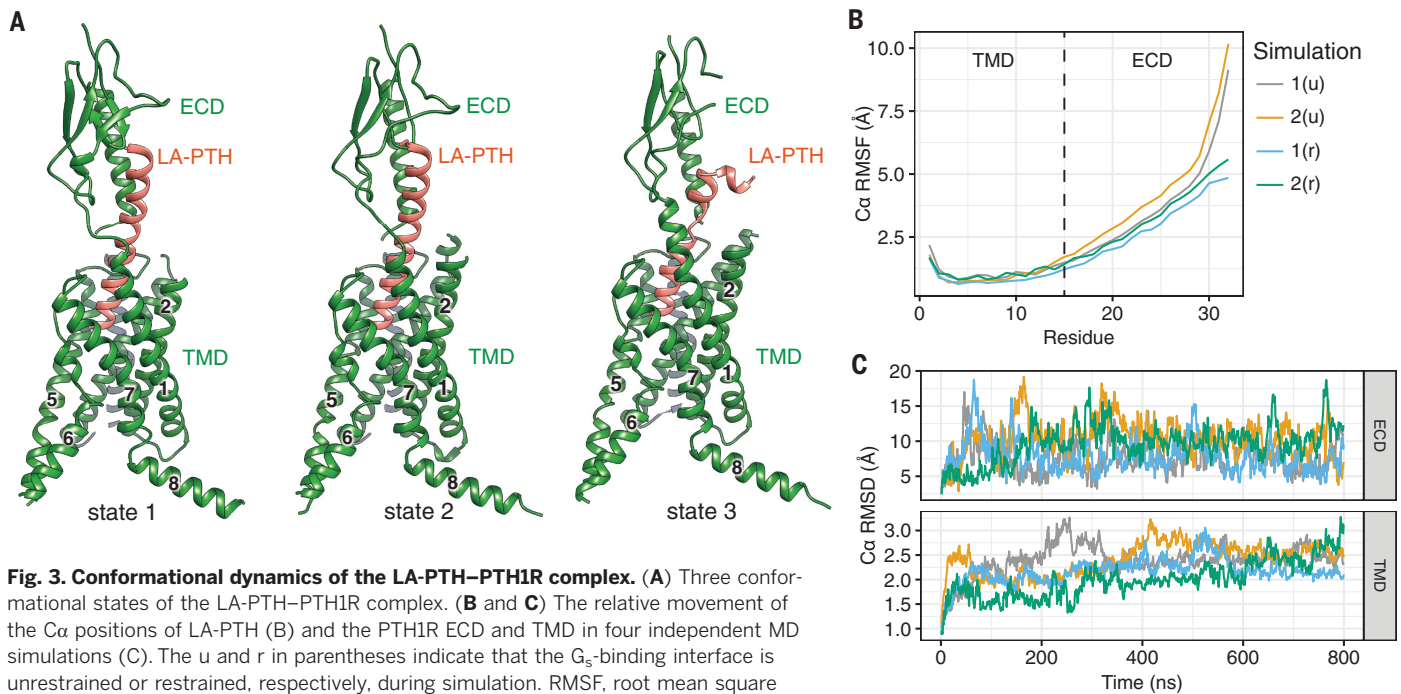 A
ECD
LA-PTH
2
TMD
5
7
1
6
8
state 1
ECD
LA-PTH
2
TMD
5
7
1
6
8
state 2
ECD
LA-PTH
2
TMD
5
7
1
6
8
state 3
B
Cα RMSF (Å)
10.0
7.5
5.0
2.5
TMD
ECD
0
10
20
30
Residue
Simulation
1(u)
2(u)
1(r)
2(r)
C
Cα RMSD (Å)
20
15
10
5
ECD
3.0
2.5
2.0
1.5
1.0
TMD
0
200
400
600
800
Time (ns)
Fig. 3. Conformational dynamics of the LA-PTH–PTH1R complex. (A) Three confor-
mational states of the LA-PTH–PTH1R complex. (B and C) The relative movement of
the Cα positions of LA-PTH (B) and the PTH1R ECD and TMD in four independent MD
simulations (C). The u and r in parentheses indicate that the Gs-binding interface is
unrestrained or restrained, respectively, during simulation. RMSF, root mean square